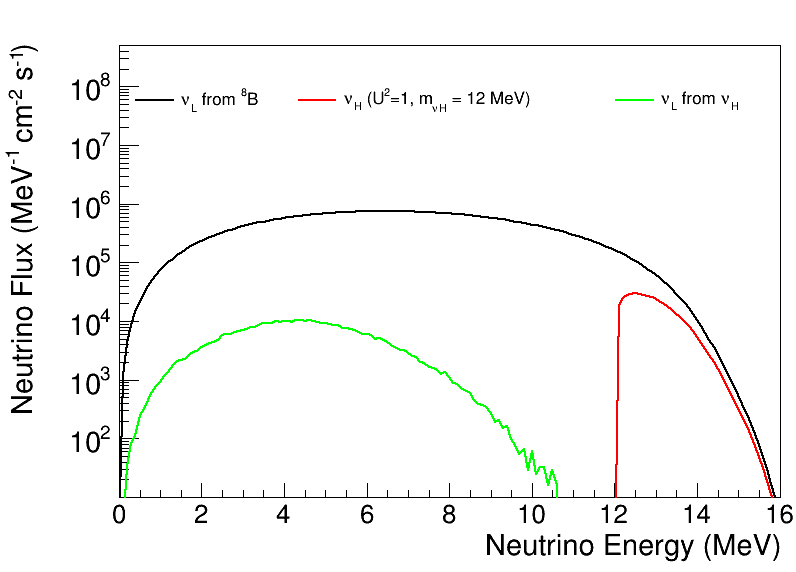 Neutrino Flux (MeV⁻¹ cm⁻² s⁻¹)
10⁸
10⁷
10⁶
10⁵
10⁴
10³
10²
ν_L from ⁸B
ν_H (U²=1, m_νH = 12 MeV)
ν_L from ν_H
0 2 4 6 8 10 12 14 16
Neutrino Energy (MeV)